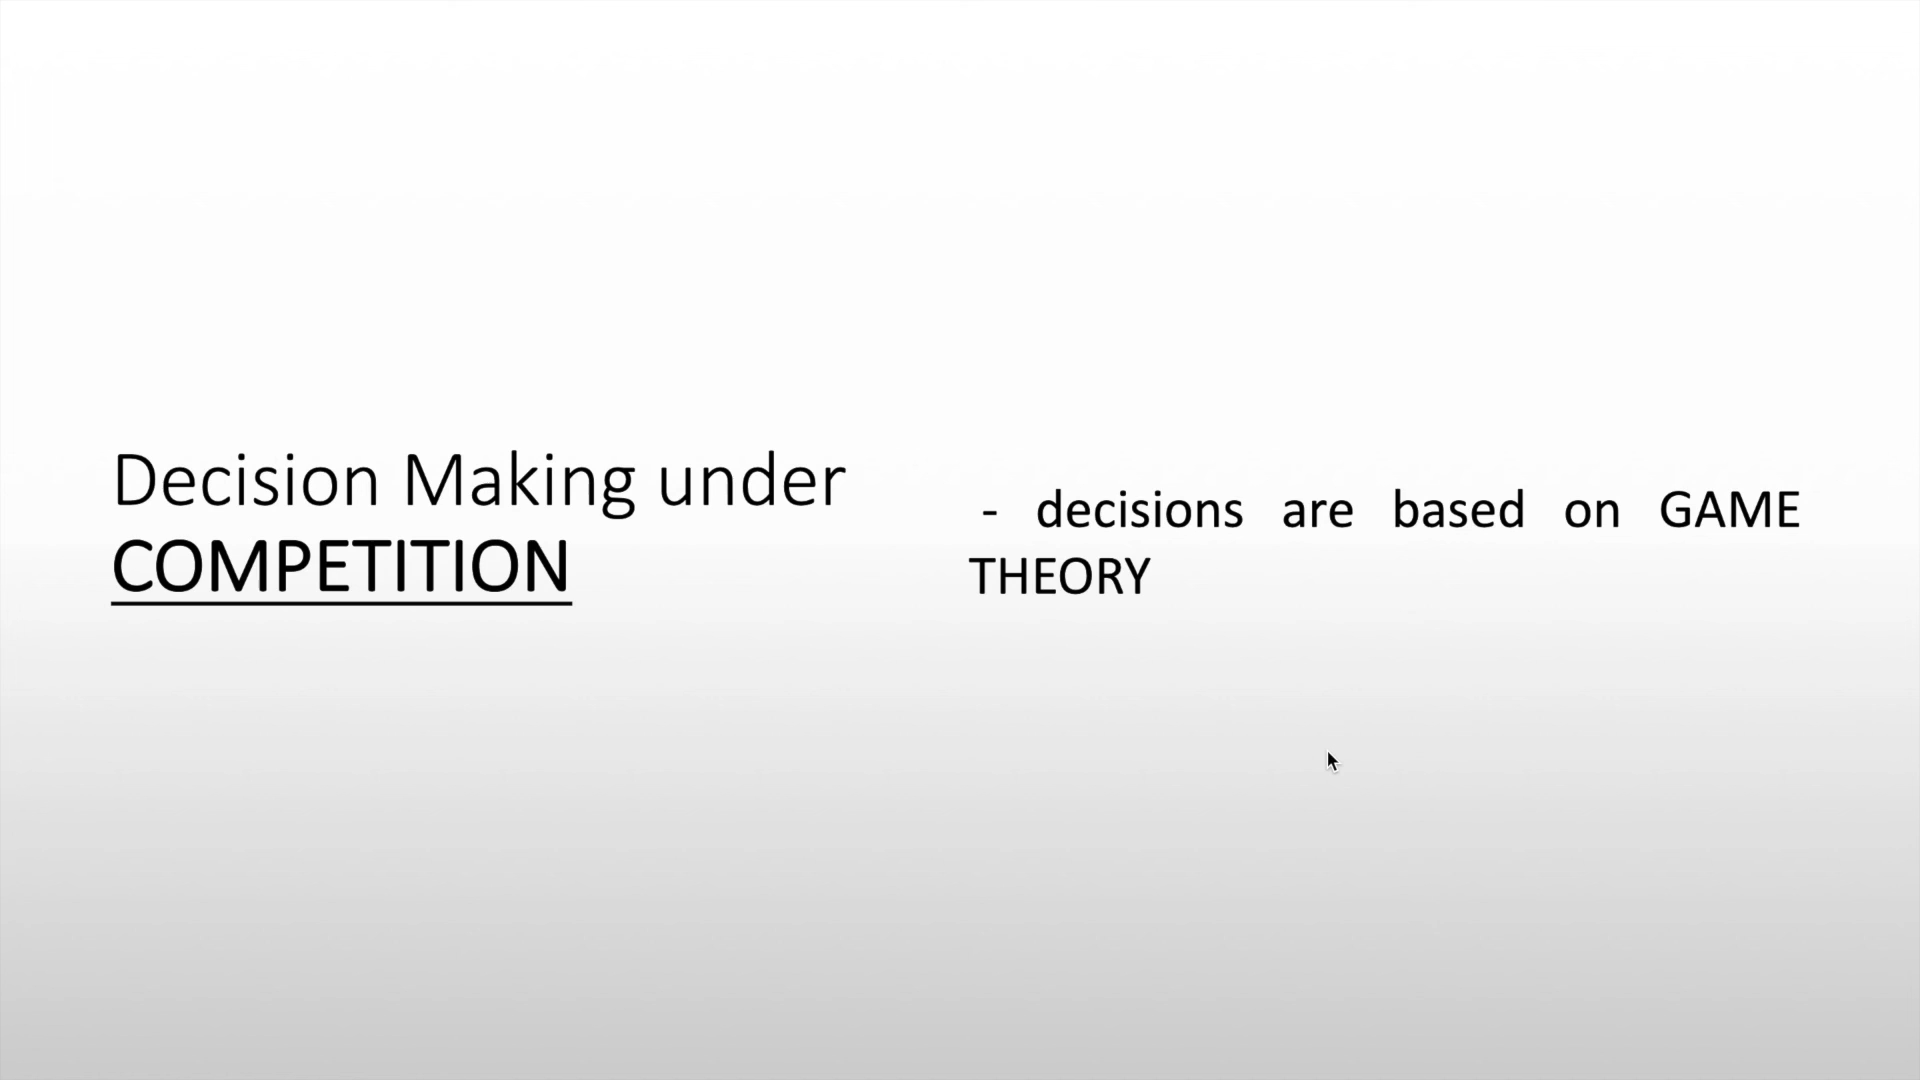 Decision Making under
COMPETITION
- decisions are based on GAME
THEORY